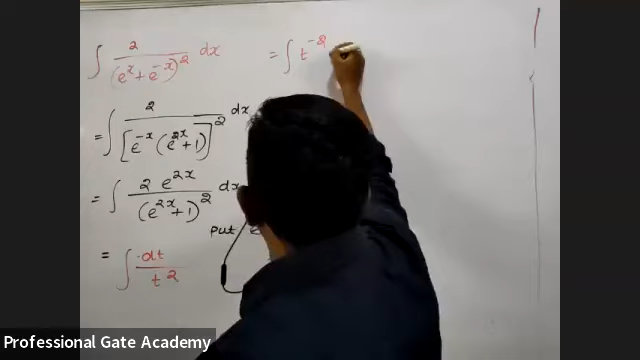 ∫ 2/(e^x + e^-x)^2 dx
= ∫ 2/[e^-x (e^2x + 1)]^2 dx
= ∫ 2 e^2x/(e^2x + 1)^2 dx
put
= ∫ dt/t^2
= ∫ t^-2
Professional Gate Academy